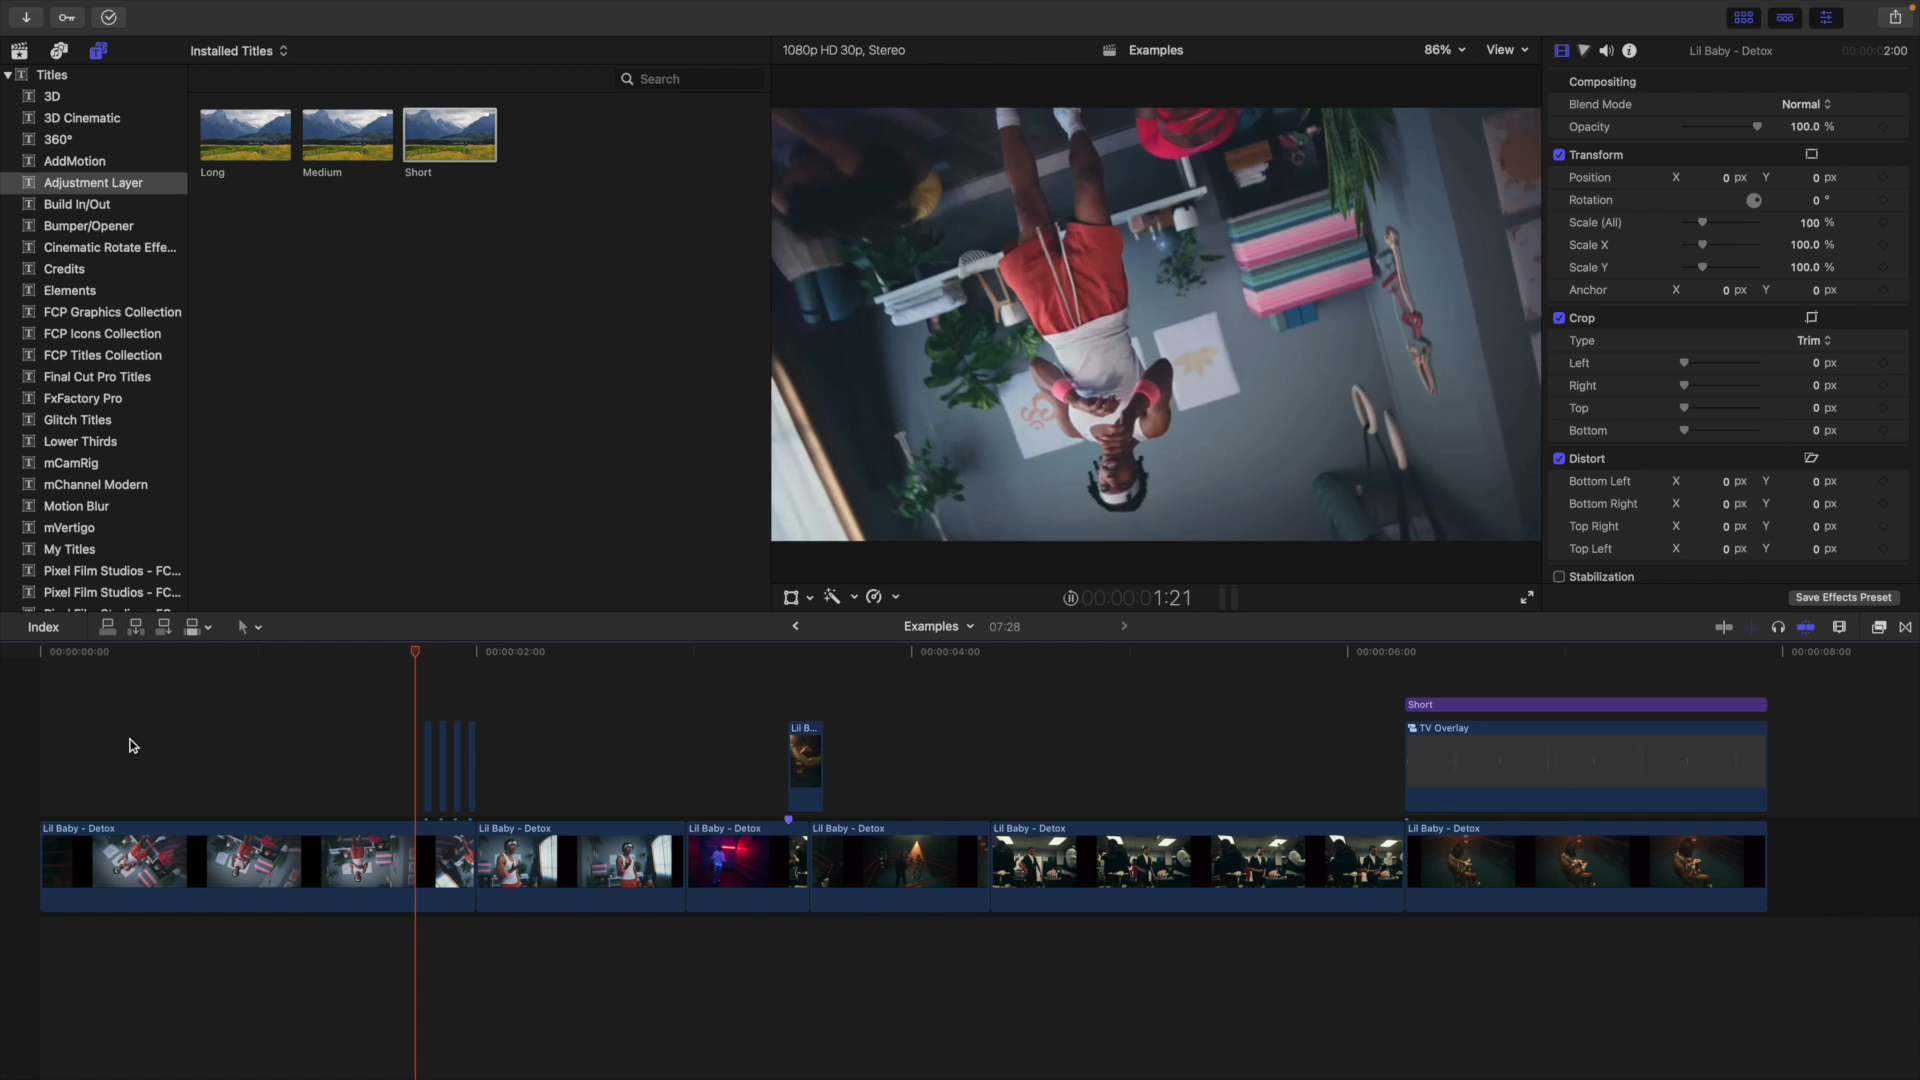 Installed Titles
1080p HD 30p, Stereo
Examples
86%
View
Lil Baby - Detox
00:00:02:00
Titles
3D
3D Cinematic
360°
AddMotion
Adjustment Layer
Build In/Out
Bumper/Opener
Cinematic Rotate Effe...
Credits
Elements
FCP Graphics Collection
FCP Icons Collection
FCP Titles Collection
Final Cut Pro Titles
FxFactory Pro
Glitch Titles
Lower Thirds
mCamRig
mChannel Modern
Motion Blur
mVertigo
My Titles
Pixel Film Studios - FC...
Pixel Film Studios - FC...
Search
Long
Medium
Short
Compositing
Blend Mode Normal
Opacity 100.0 %
Transform
Position X 0 px Y 0 px
Rotation 0 °
Scale (All) 100 %
Scale X 100.0 %
Scale Y 100.0 %
Anchor X 0 px Y 0 px
Crop
Type Trim
Left 0 px
Right 0 px
Top 0 px
Bottom 0 px
Distort
Bottom Left X 0 px Y 0 px
Bottom Right X 0 px Y 0 px
Top Right X 0 px Y 0 px
Top Left X 0 px Y 0 px
Stabilization
Save Effects Preset
00:00:01:21
Index
Examples
07:28
00:00:00:00
00:00:02:00
00:00:04:00
00:00:06:00
00:00:08:00
Short
Lil B...
TV Overlay
Lil Baby - Detox
Lil Baby - Detox
Lil Baby - Detox
Lil Baby - Detox
Lil Baby - Detox
Lil Baby - Detox